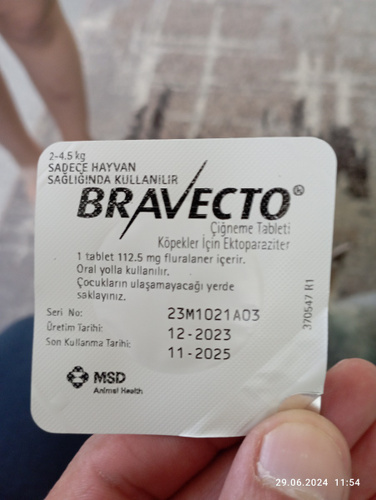 2-4.5 kg
SADECE HAYVAN
SAĞLIĞINDA KULLANILIR
BRAVECTO®
Çiğneme Tableti
Köpekler İçin Ektoparaziter
1 tablet 112.5 mg fluralaner içerir.
Oral yolla kullanılır.
Çocukların ulaşamayacağı yerde
saklayınız.
Seri No: 23M1021A03
Üretim Tarihi: 12-2023
Son Kullanma Tarihi: 11-2025
370547 R1
MSD
Animal Health
29.06.2024 11:54